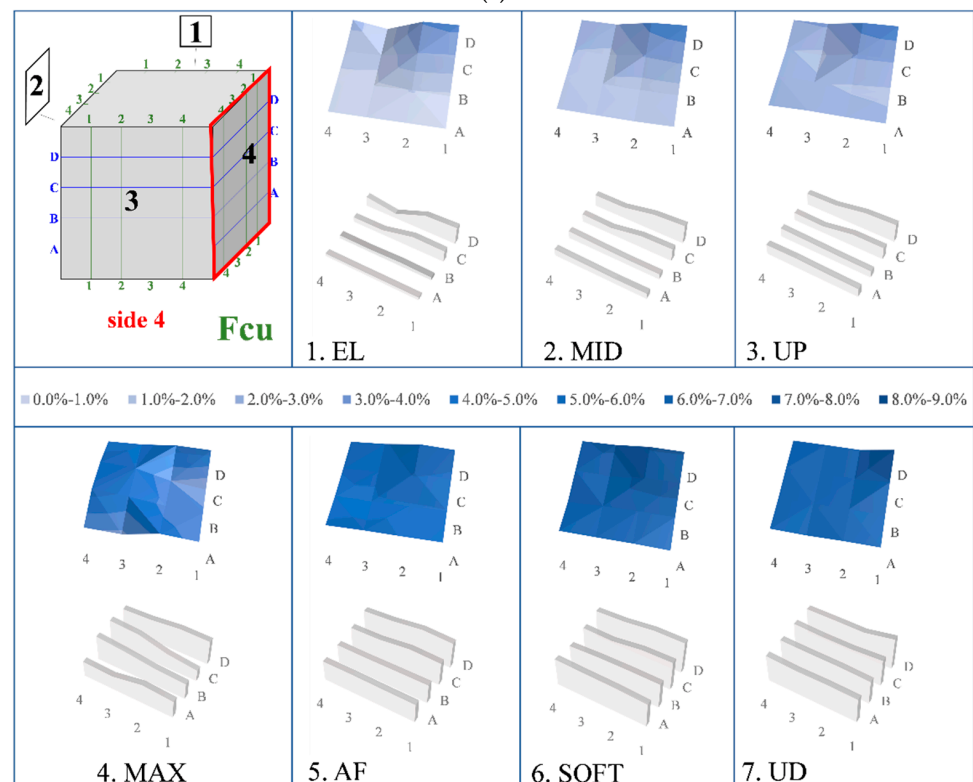 1
2
1 2 3 4
4 3 2 1
4 3 2 1
1 2 3 4
D
C
B
A
3
4
D
C
B
A
1 2 3 4
4 3 2 1
side 4
Fcu
D
C
B
A
4 3 2 1
D
C
B
A
4 3 2 1
1. EL
D
C
B
A
4 3 2 1
D
C
B
A
4 3 2 1
2. MID
D
C
B
A
4 3 2 1
D
C
B
A
4 3 2 1
3. UP
0.0%-1.0% 1.0%-2.0% 2.0%-3.0% 3.0%-4.0% 4.0%-5.0% 5.0%-6.0% 6.0%-7.0% 7.0%-8.0% 8.0%-9.0%
D
C
B
A
4 3 2 1
D
C
B
A
4 3 2 1
4. MAX
D
C
B
A
4 3 2 1
D
C
B
A
4 3 2 1
5. AF
D
C
B
A
4 3 2 1
D
C
B
A
4 3 2 1
6. SOFT
D
C
B
A
4 3 2 1
D
C
B
A
4 3 2 1
7. UD